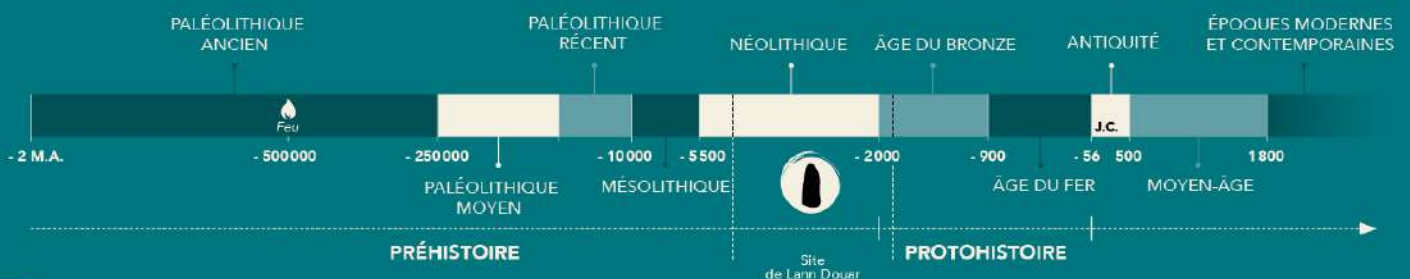 PALÉOLITHIQUE
ANCIEN
PALÉOLITHIQUE
RÉCENT
NÉOLITHIQUE
ÂGE DU BRONZE
ANTIQUITÉ
ÉPOQUES MODERNES
ET CONTEMPORAINES
Feu
J.C.
- 2 M.A.
- 500000
- 250000
- 10000
- 5500
- 2000
- 900
- 56
500
1800
PALÉOLITHIQUE
MOYEN
MÉSOLITHIQUE
ÂGE DU FER
MOYEN-ÂGE
PRÉHISTOIRE
PROTOHISTOIRE
Site
de Lann Douar